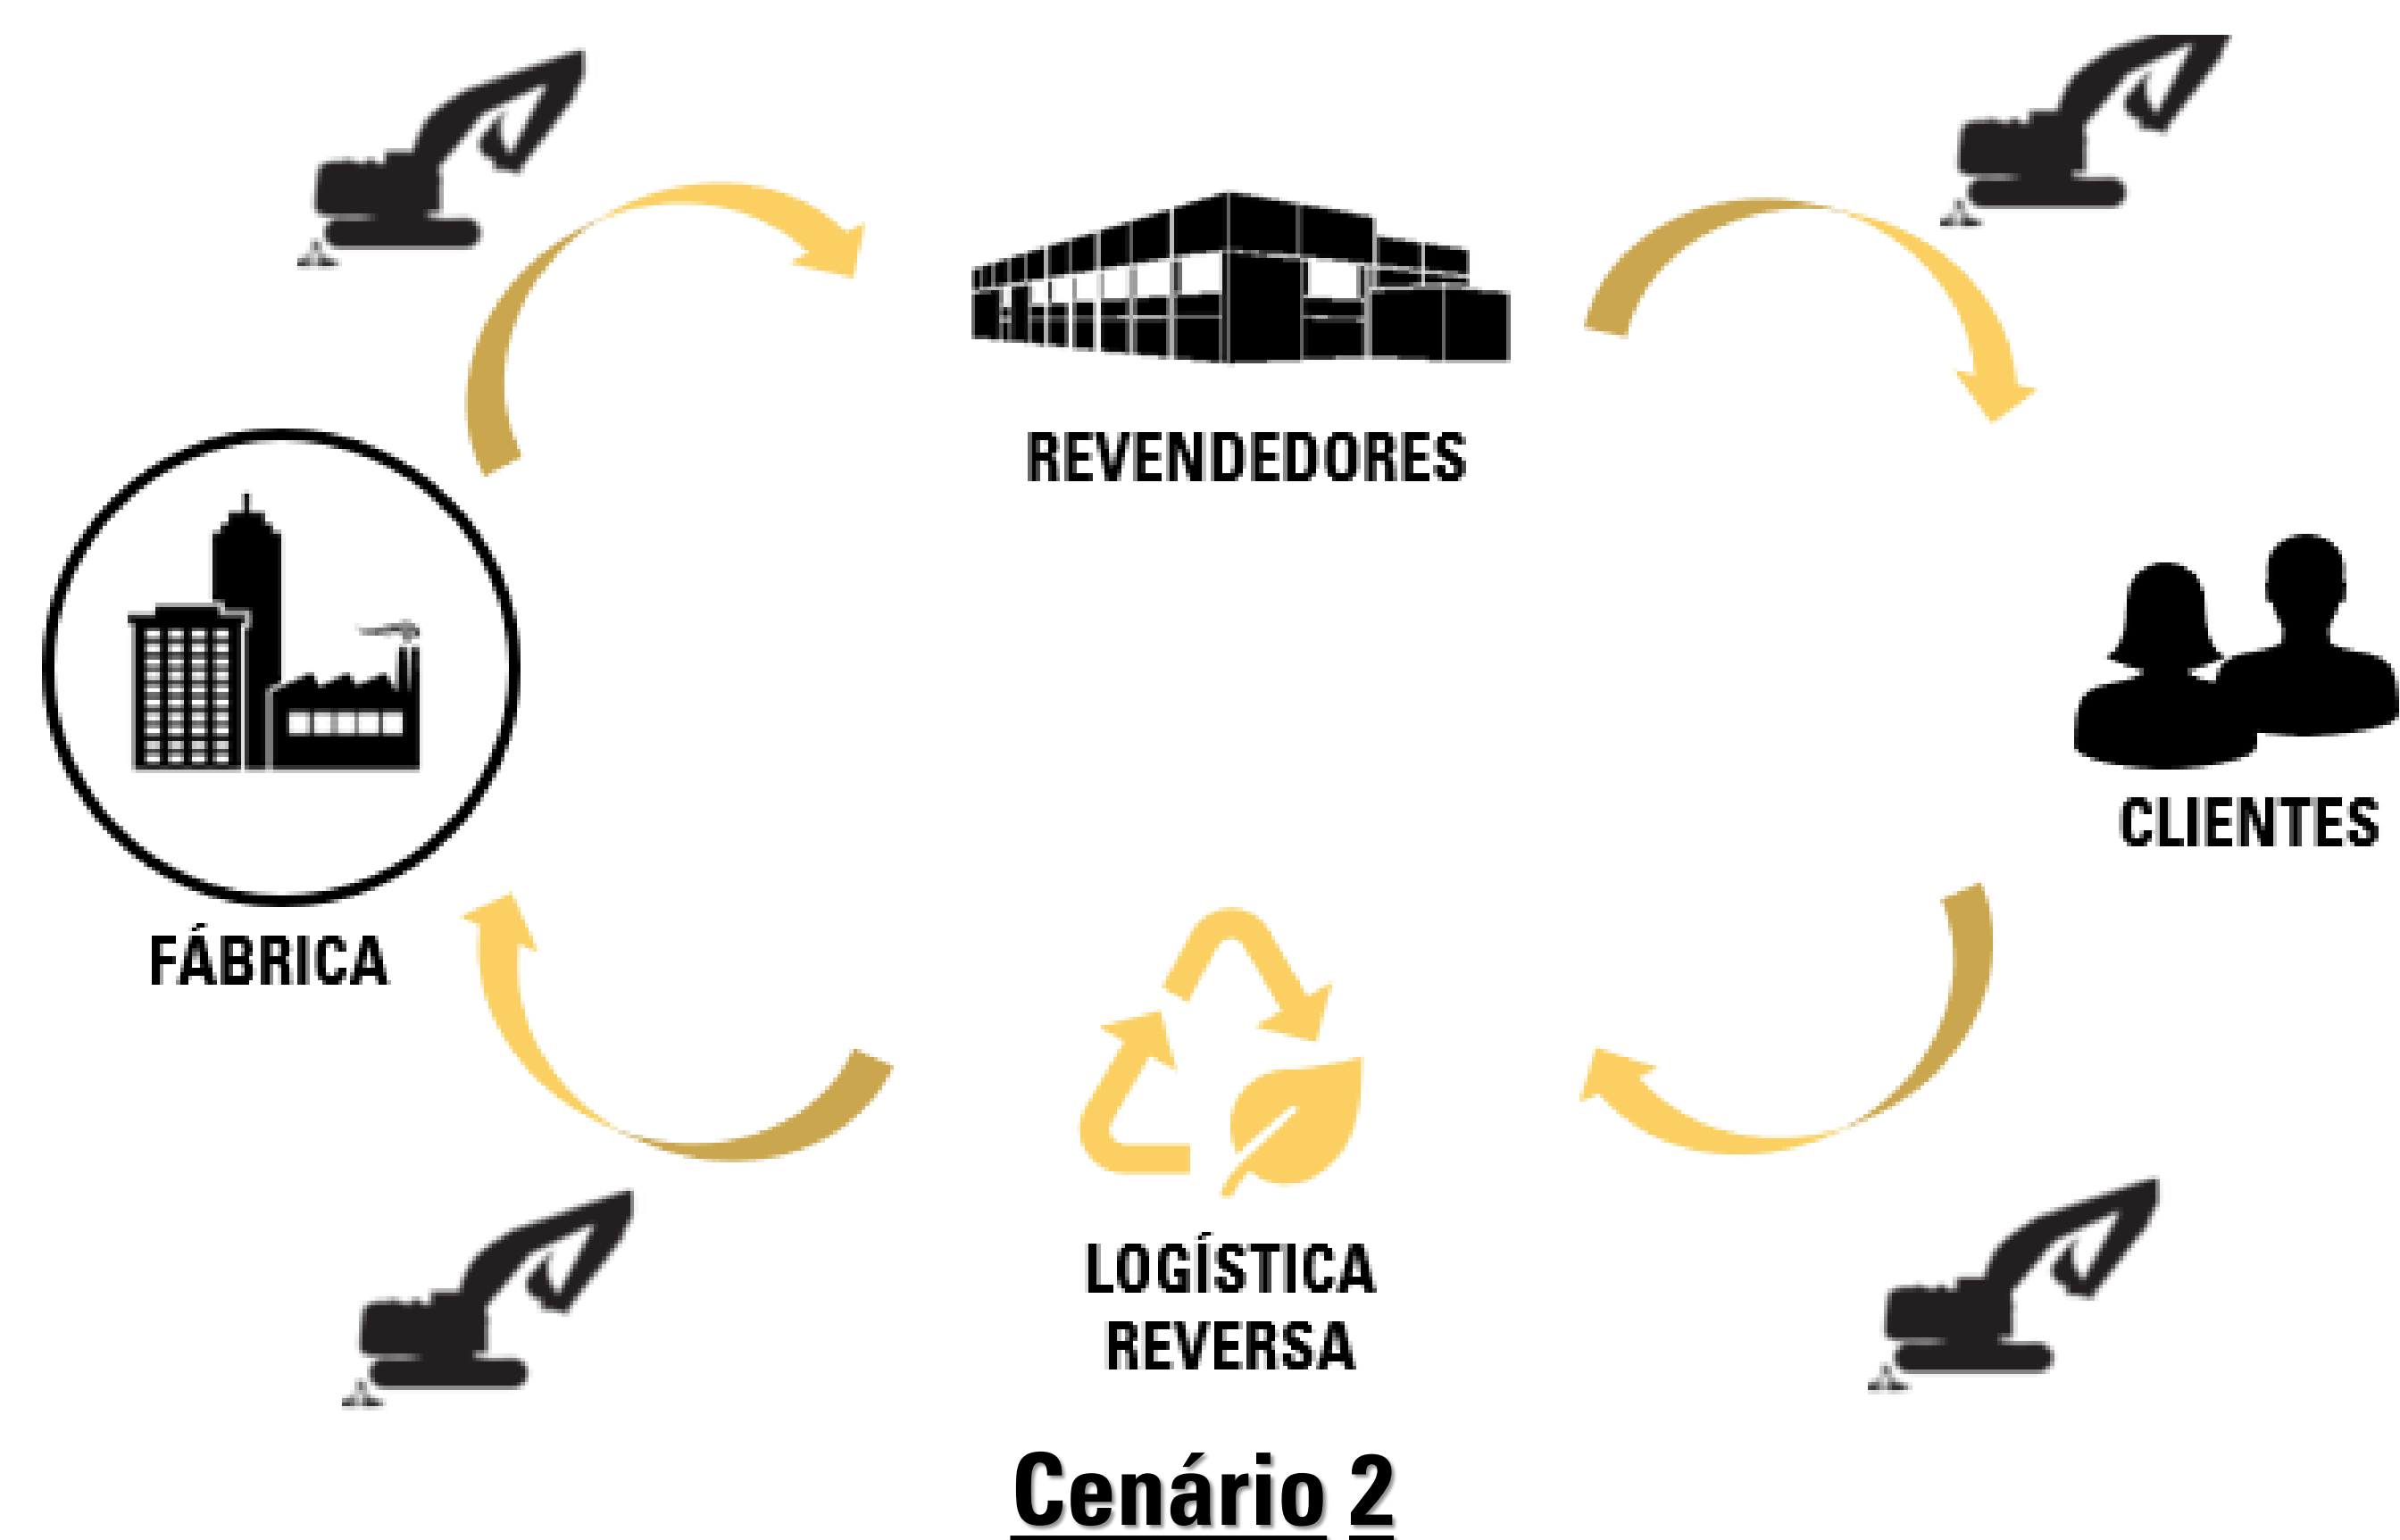 REVENDEDORES
CLIENTES
FÁBRICA
LOGÍSTICA
REVERSA
Cenário 2